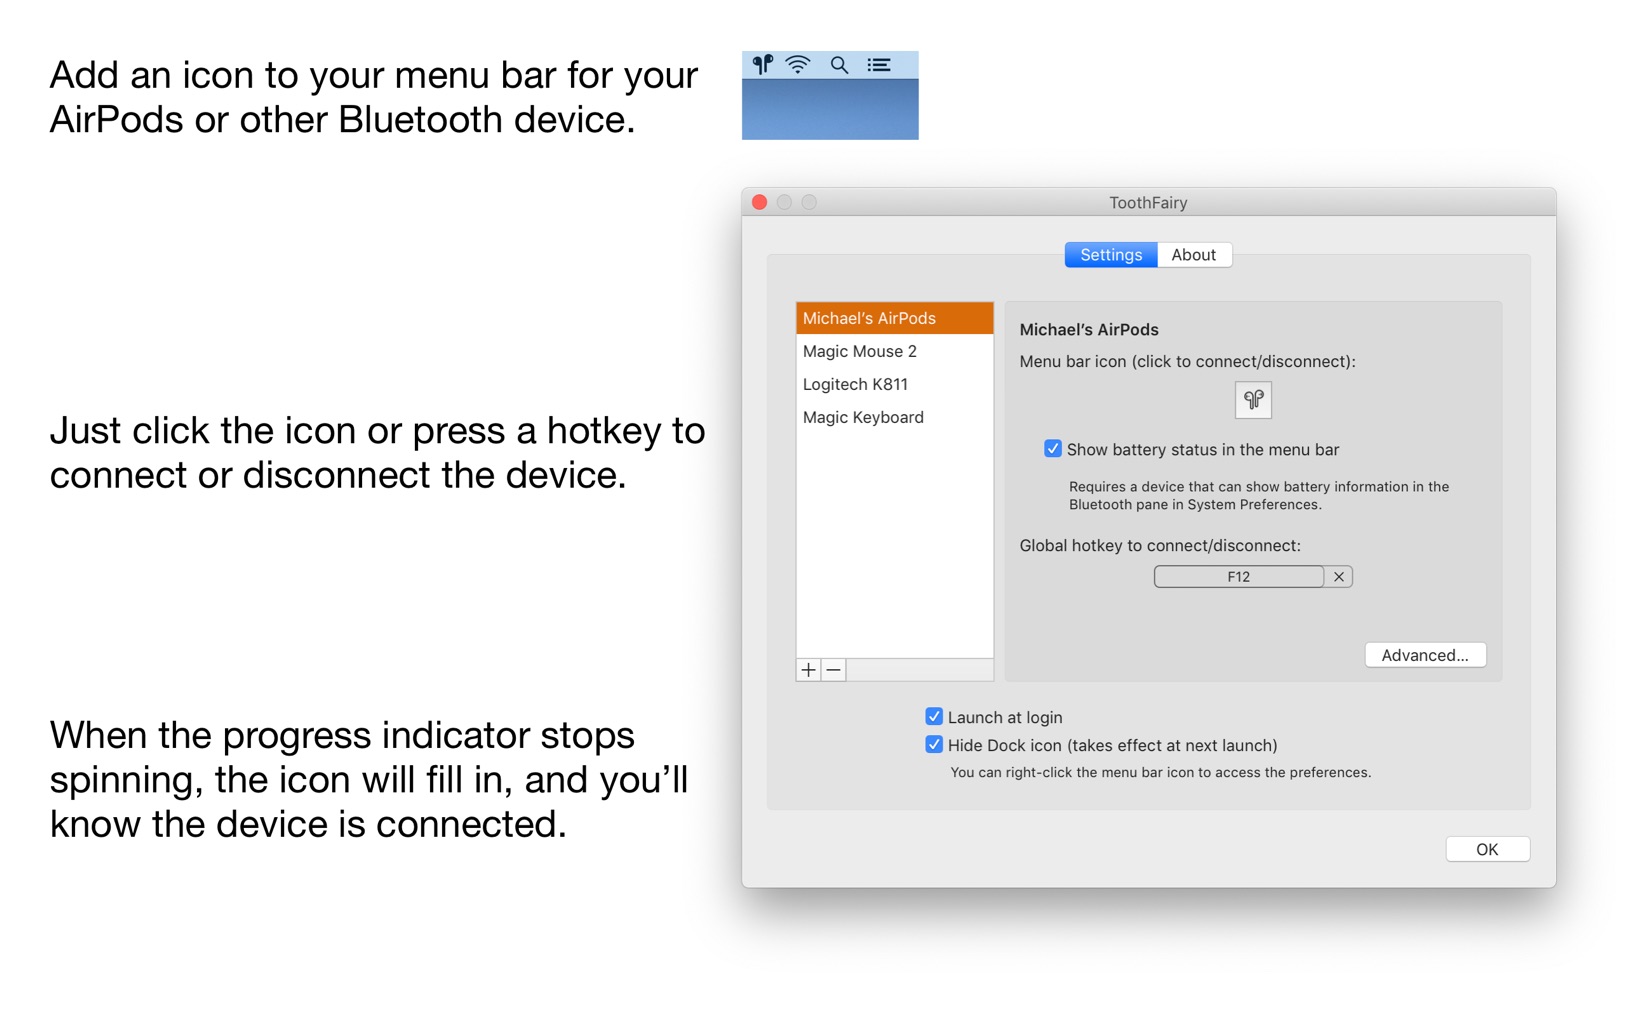 Add an icon to your menu bar for your
AirPods or other Bluetooth device.
ToothFairy
Settings
About
Michael’s AirPods
Magic Mouse 2
Logitech K811
Magic Keyboard
Michael’s AirPods
Menu bar icon (click to connect/disconnect):
Show battery status in the menu bar
Requires a device that can show battery information in the
Bluetooth pane in System Preferences.
Global hotkey to connect/disconnect:
F12
Advanced...
Just click the icon or press a hotkey to
connect or disconnect the device.
When the progress indicator stops
spinning, the icon will fill in, and you’ll
know the device is connected.
Launch at login
Hide Dock icon (takes effect at next launch)
You can right-click the menu bar icon to access the preferences.
OK